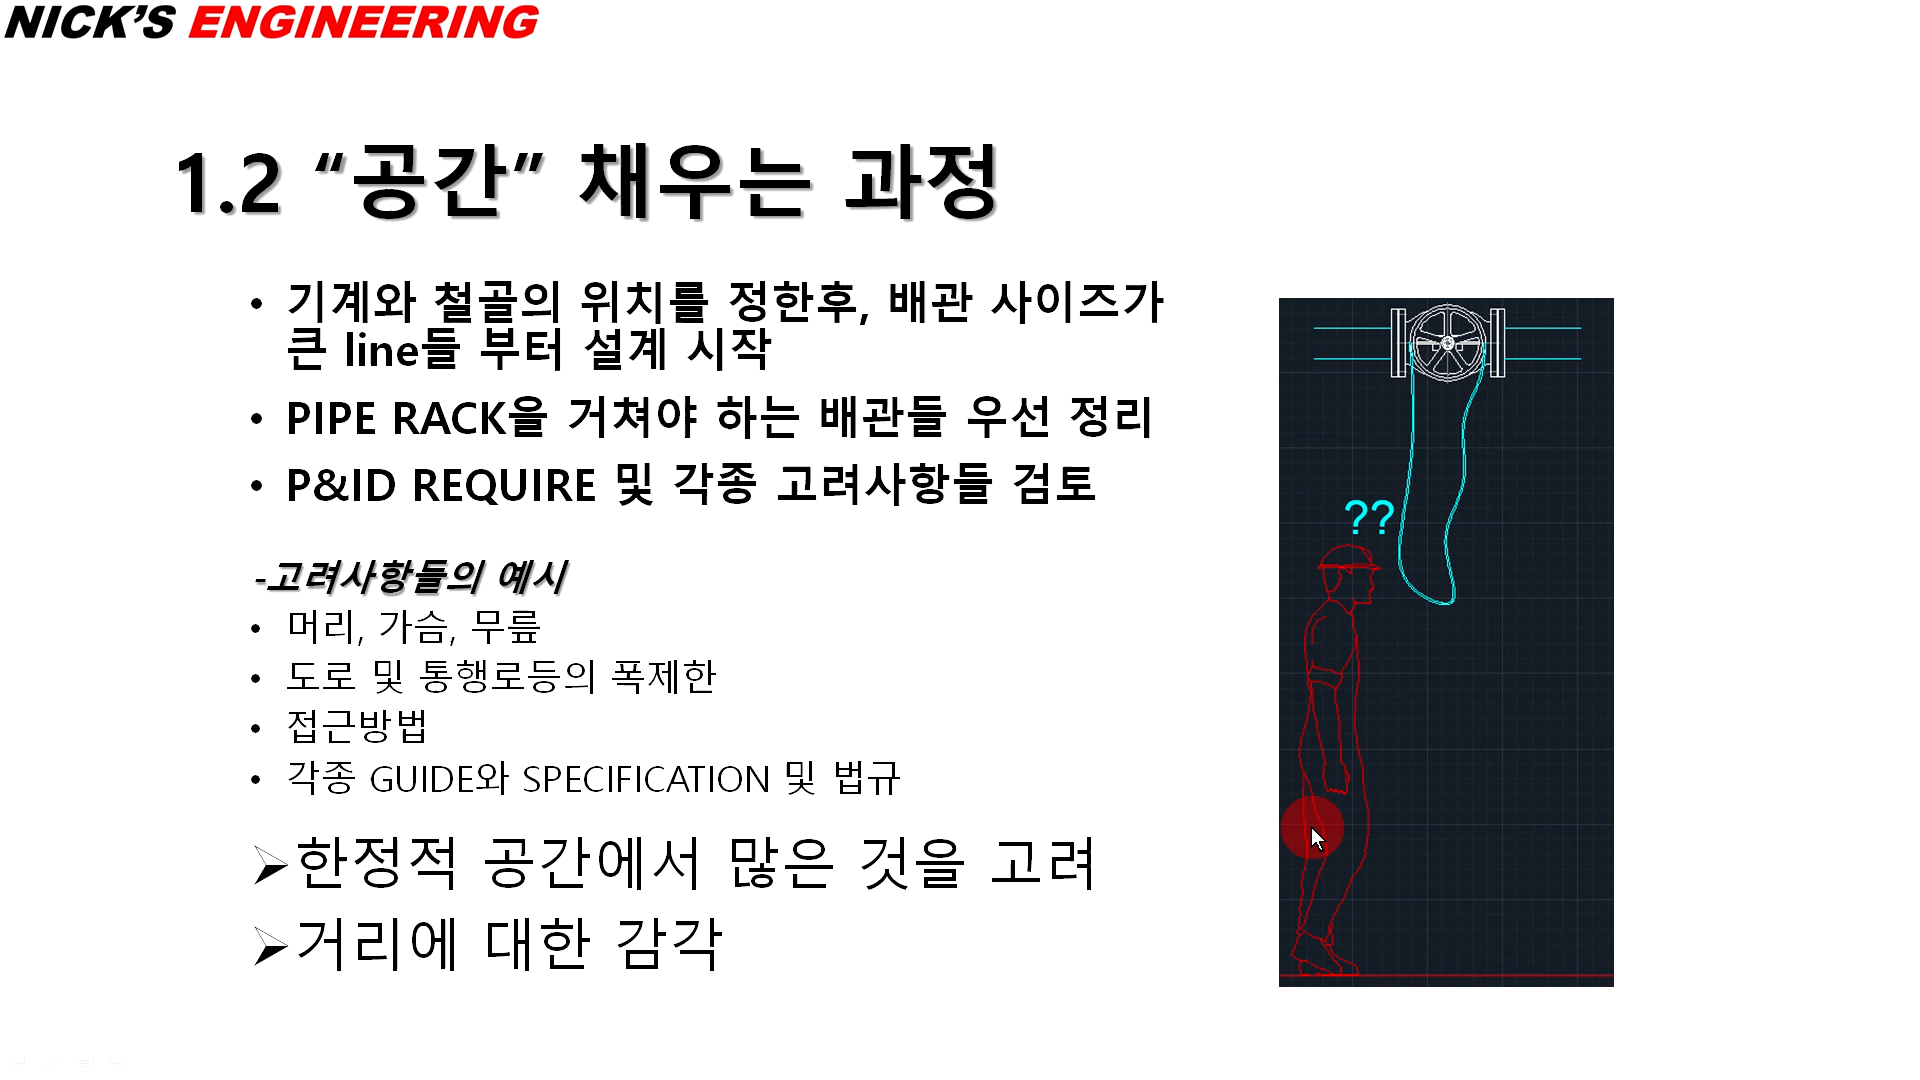 NICK’S ENGINEERING
1.2 “공간” 채우는 과정
• 기계와 철골의 위치를 정한후, 배관 사이즈가
큰 line들 부터 설계 시작
• PIPE RACK을 거쳐야 하는 배관들 우선 정리
• P&ID REQUIRE 및 각종 고려사항들 검토
??
-고려사항들의 예시
• 머리, 가슴, 무릎
• 도로 및 통행로등의 폭제한
• 접근방법
• 각종 GUIDE와 SPECIFICATION 및 법규
➢한정적 공간에서 많은 것을 고려
➢거리에 대한 감각